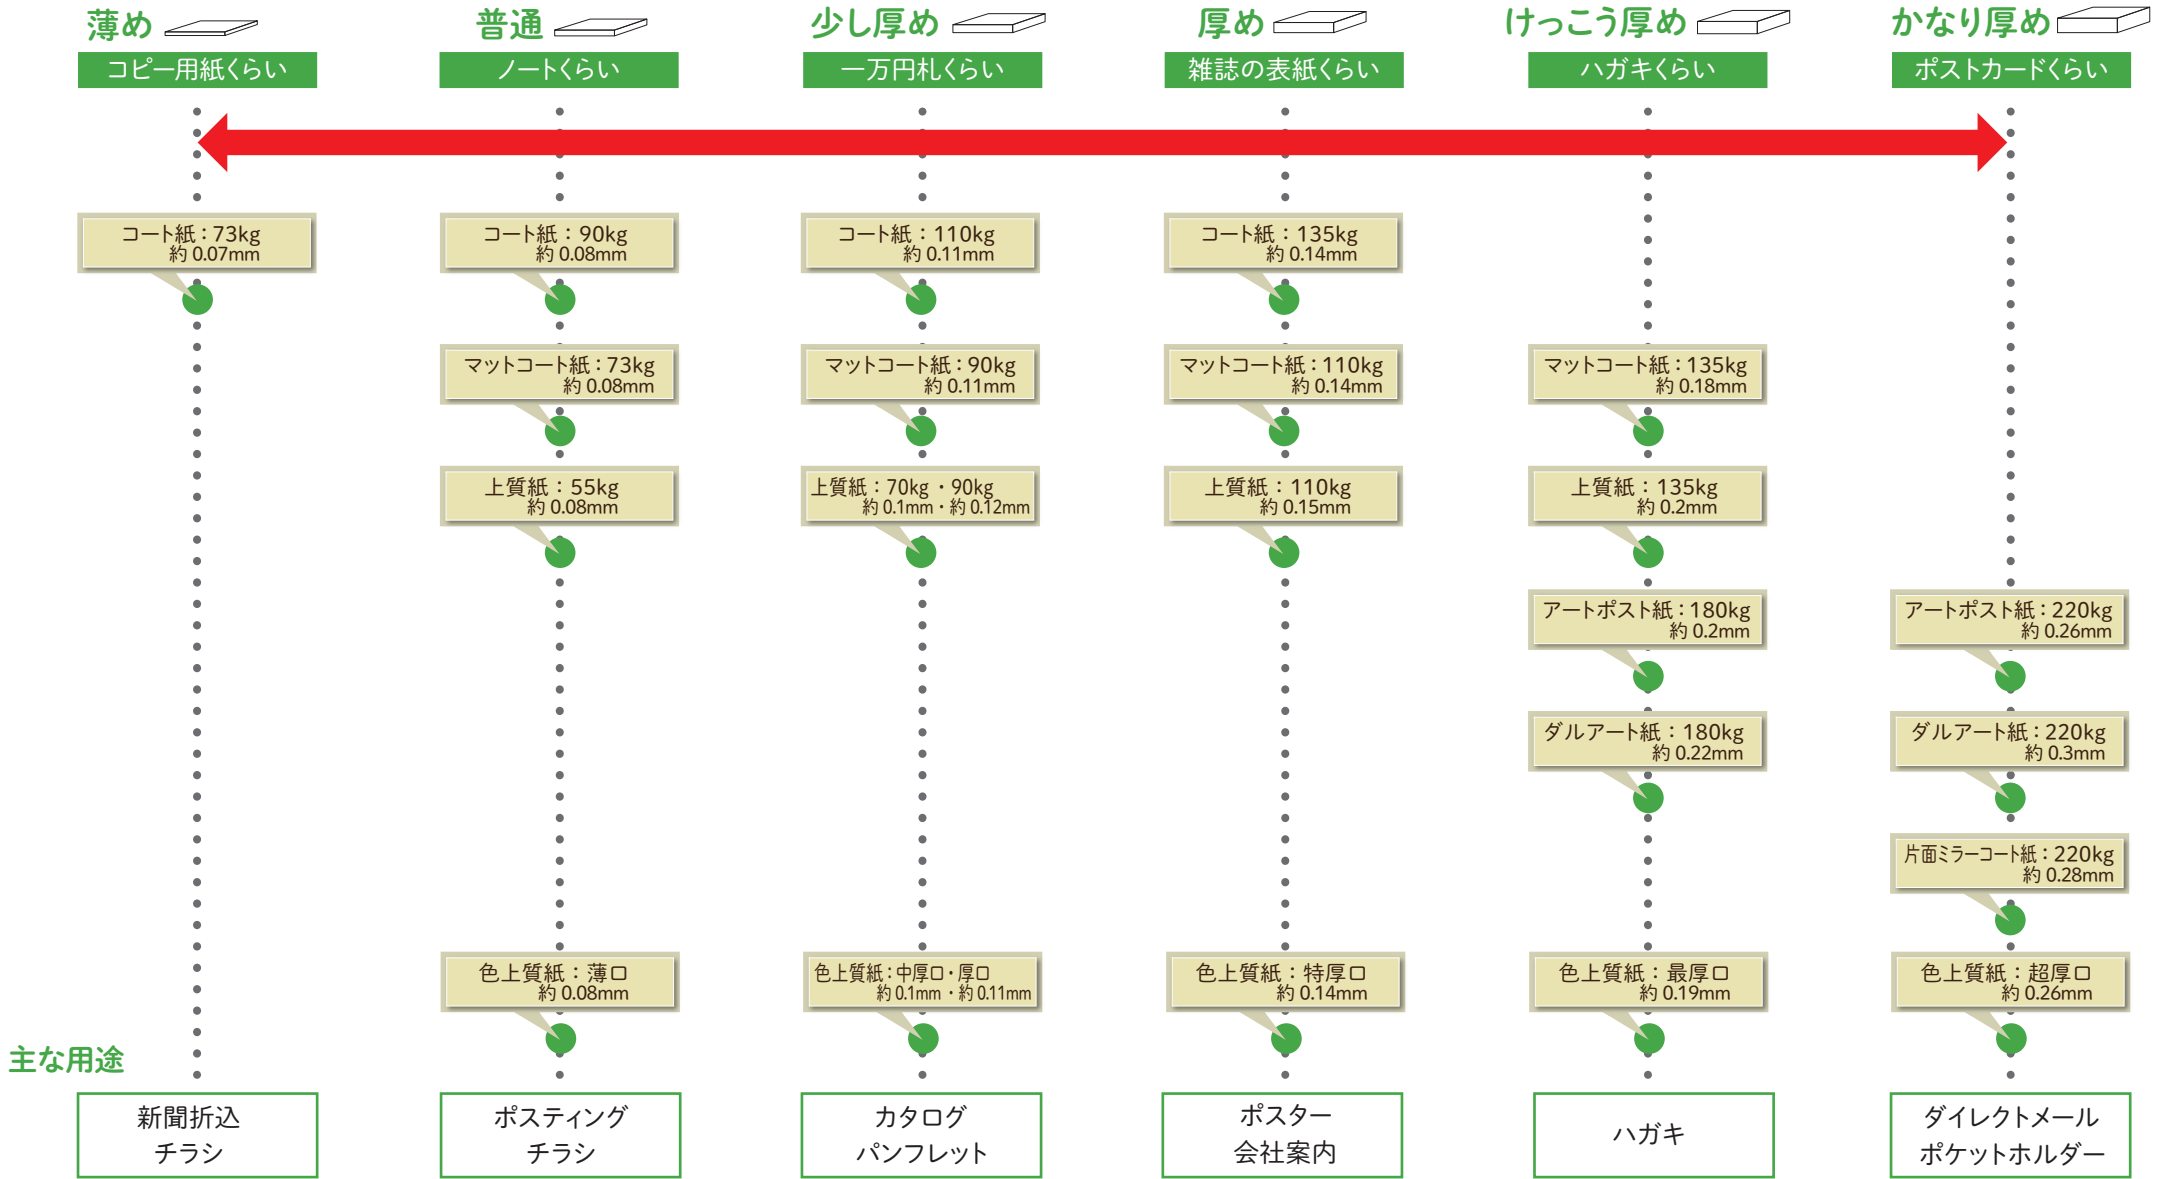 薄め
普通
少し厚め
厚め
けっこう厚め
かなり厚め
コピー用紙くらい
ノートくらい
一万円札くらい
雑誌の表紙くらい
ハガキくらい
ポストカードくらい
コート紙：73kg
約 0.07mm
コート紙：90kg
約 0.08mm
コート紙：110kg
約 0.11mm
コート紙：135kg
約 0.14mm
マットコート紙：73kg
約 0.08mm
マットコート紙：90kg
約 0.11mm
マットコート紙：110kg
約 0.14mm
マットコート紙：135kg
約 0.18mm
上質紙：55kg
約 0.08mm
上質紙：70kg・90kg
約 0.1mm・約 0.12mm
上質紙：110kg
約 0.15mm
上質紙：135kg
約 0.2mm
アートポスト紙：180kg
約 0.2mm
アートポスト紙：220kg
約 0.26mm
ダルアート紙：180kg
約 0.22mm
ダルアート紙：220kg
約 0.3mm
片面ミラーコート紙：220kg
約 0.28mm
色上質紙：薄口
約 0.08mm
色上質紙：中厚口・厚口
約 0.1mm・約 0.11mm
色上質紙：特厚口
約 0.14mm
色上質紙：最厚口
約 0.19mm
色上質紙：超厚口
約 0.26mm
主な用途
新聞折込
チラシ
ポスティング
チラシ
カタログ
パンフレット
ポスター
会社案内
ハガキ
ダイレクトメール
ポケットホルダー